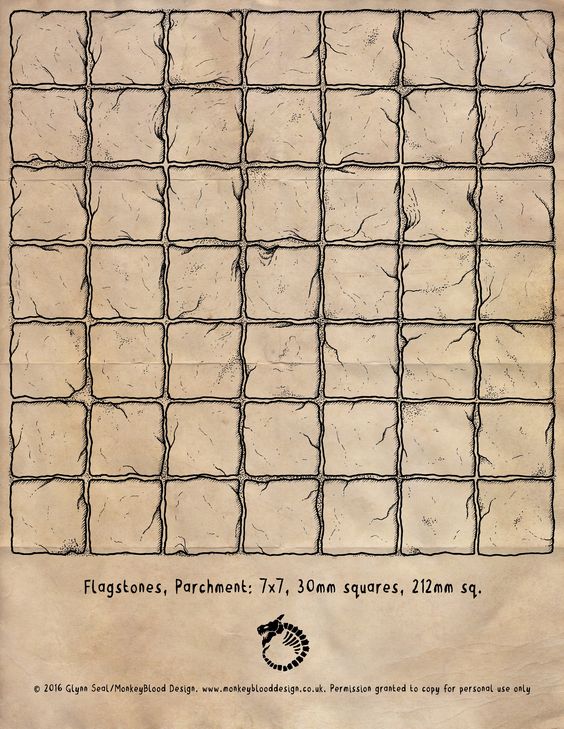 Flagstones, Parchment: 7x7, 30mm squares, 212mm sq.
© 2016 Glynn Seal/MonkeyBlood Design. www.monkeyblooddesign.co.uk. Permission granted to copy for personal use only